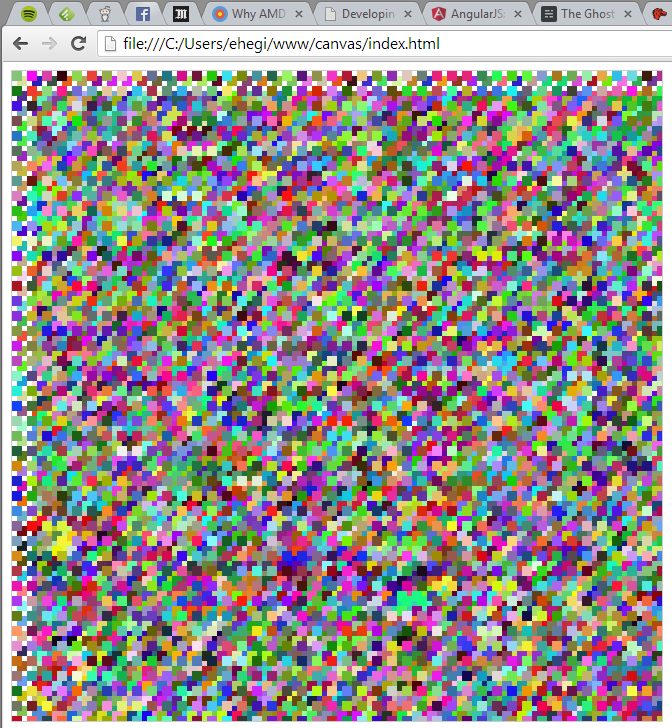 Why AMD
Developin
AngularJS:
The Ghost
file:///C:/Users/ehegi/www/canvas/index.html